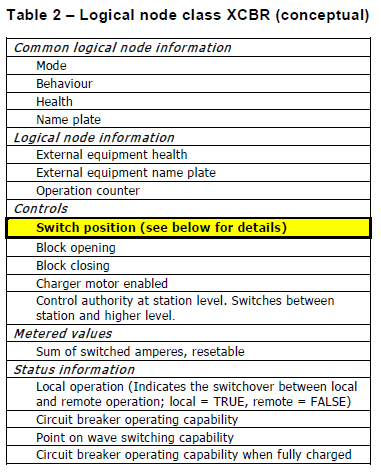 Table 2 – Logical node class XCBR (conceptual)
Common logical node information
Mode
Behaviour
Health
Name plate
Logical node information
External equipment health
External equipment name plate
Operation counter
Controls
Switch position (see below for details)
Block opening
Block closing
Charger motor enabled
Control authority at station level. Switches between
station and higher level.
Metered values
Sum of switched amperes, resetable
Status information
Local operation (Indicates the switchover between local
and remote operation; local = TRUE, remote = FALSE)
Circuit breaker operating capability
Point on wave switching capability
Circuit breaker operating capability when fully charged